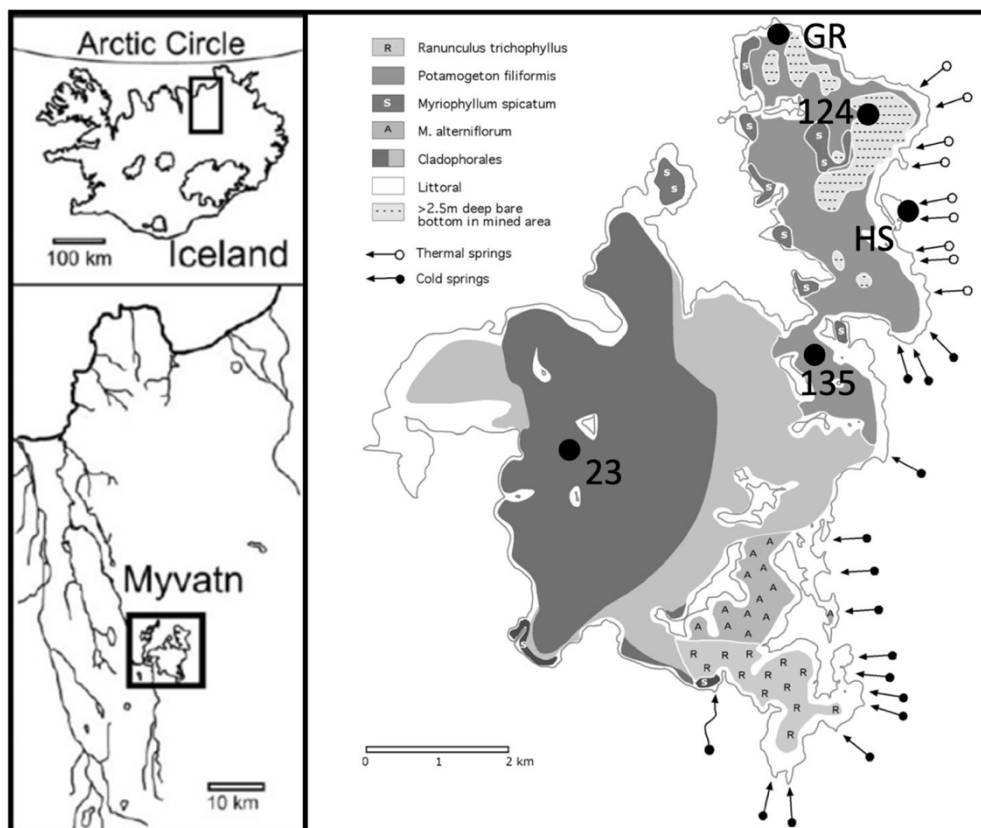 Arctic Circle
100 km
Iceland
Myvatn
10 km
R Ranunculus trichophyllus
Potamogeton filiformis
S Myriophyllum spicatum
A M. alterniflorum
Cladophorales
Littoral
>2.5m deep bare
bottom in mined area
Thermal springs
Cold springs
GR
S
124
S
S
S
S
S
HS
S
S
S
135
23
A
A A
A A
A
A A A
A A A
A A
A
S
R R R
R R R
R R
R R R
R R
R
S
0 1 2 km